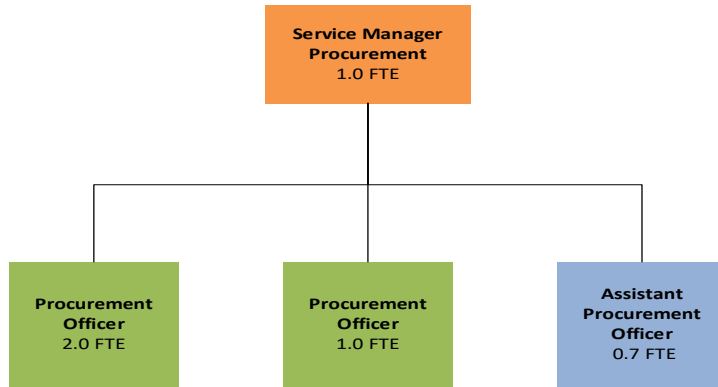 Service Manager
Procurement
1.0 FTE
Procurement
Officer
2.0 FTE
Procurement
Officer
1.0 FTE
Assistant
Procurement
Officer
0.7 FTE